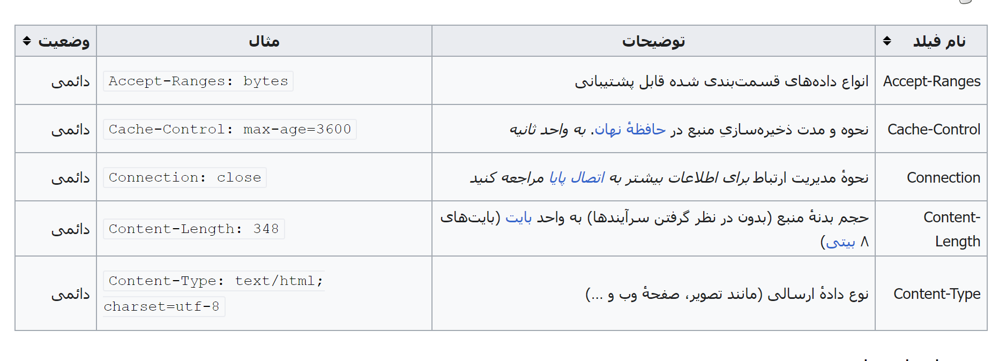 نام فیلد
توضیحات
مثال
وضعیت
Accept-Ranges
انواع داده‌های قسمت‌بندی شده قابل پشتیبانی
Accept-Ranges: bytes
دائمی
Cache-Control
نحوه و مدت ذخیره‌سازیِ منبع در حافظهٔ نهان. به واحد ثانیه
Cache-Control: max-age=3600
دائمی
Connection
نحوهٔ مدیریت ارتباط برای اطلاعات بیشتر به اتصال پایا مراجعه کنید
Connection: close
دائمی
Content-
Length
حجم بدنهٔ منبع (بدون در نظر گرفتن سرآیندها) به واحد بایت (بایت‌های
۸ بیتی)
Content-Length: 348
دائمی
Content-Type
نوع دادهٔ ارسالی (مانند تصویر، صفحهٔ وب و ...)
Content-Type: text/html;
charset=utf-8
دائمی